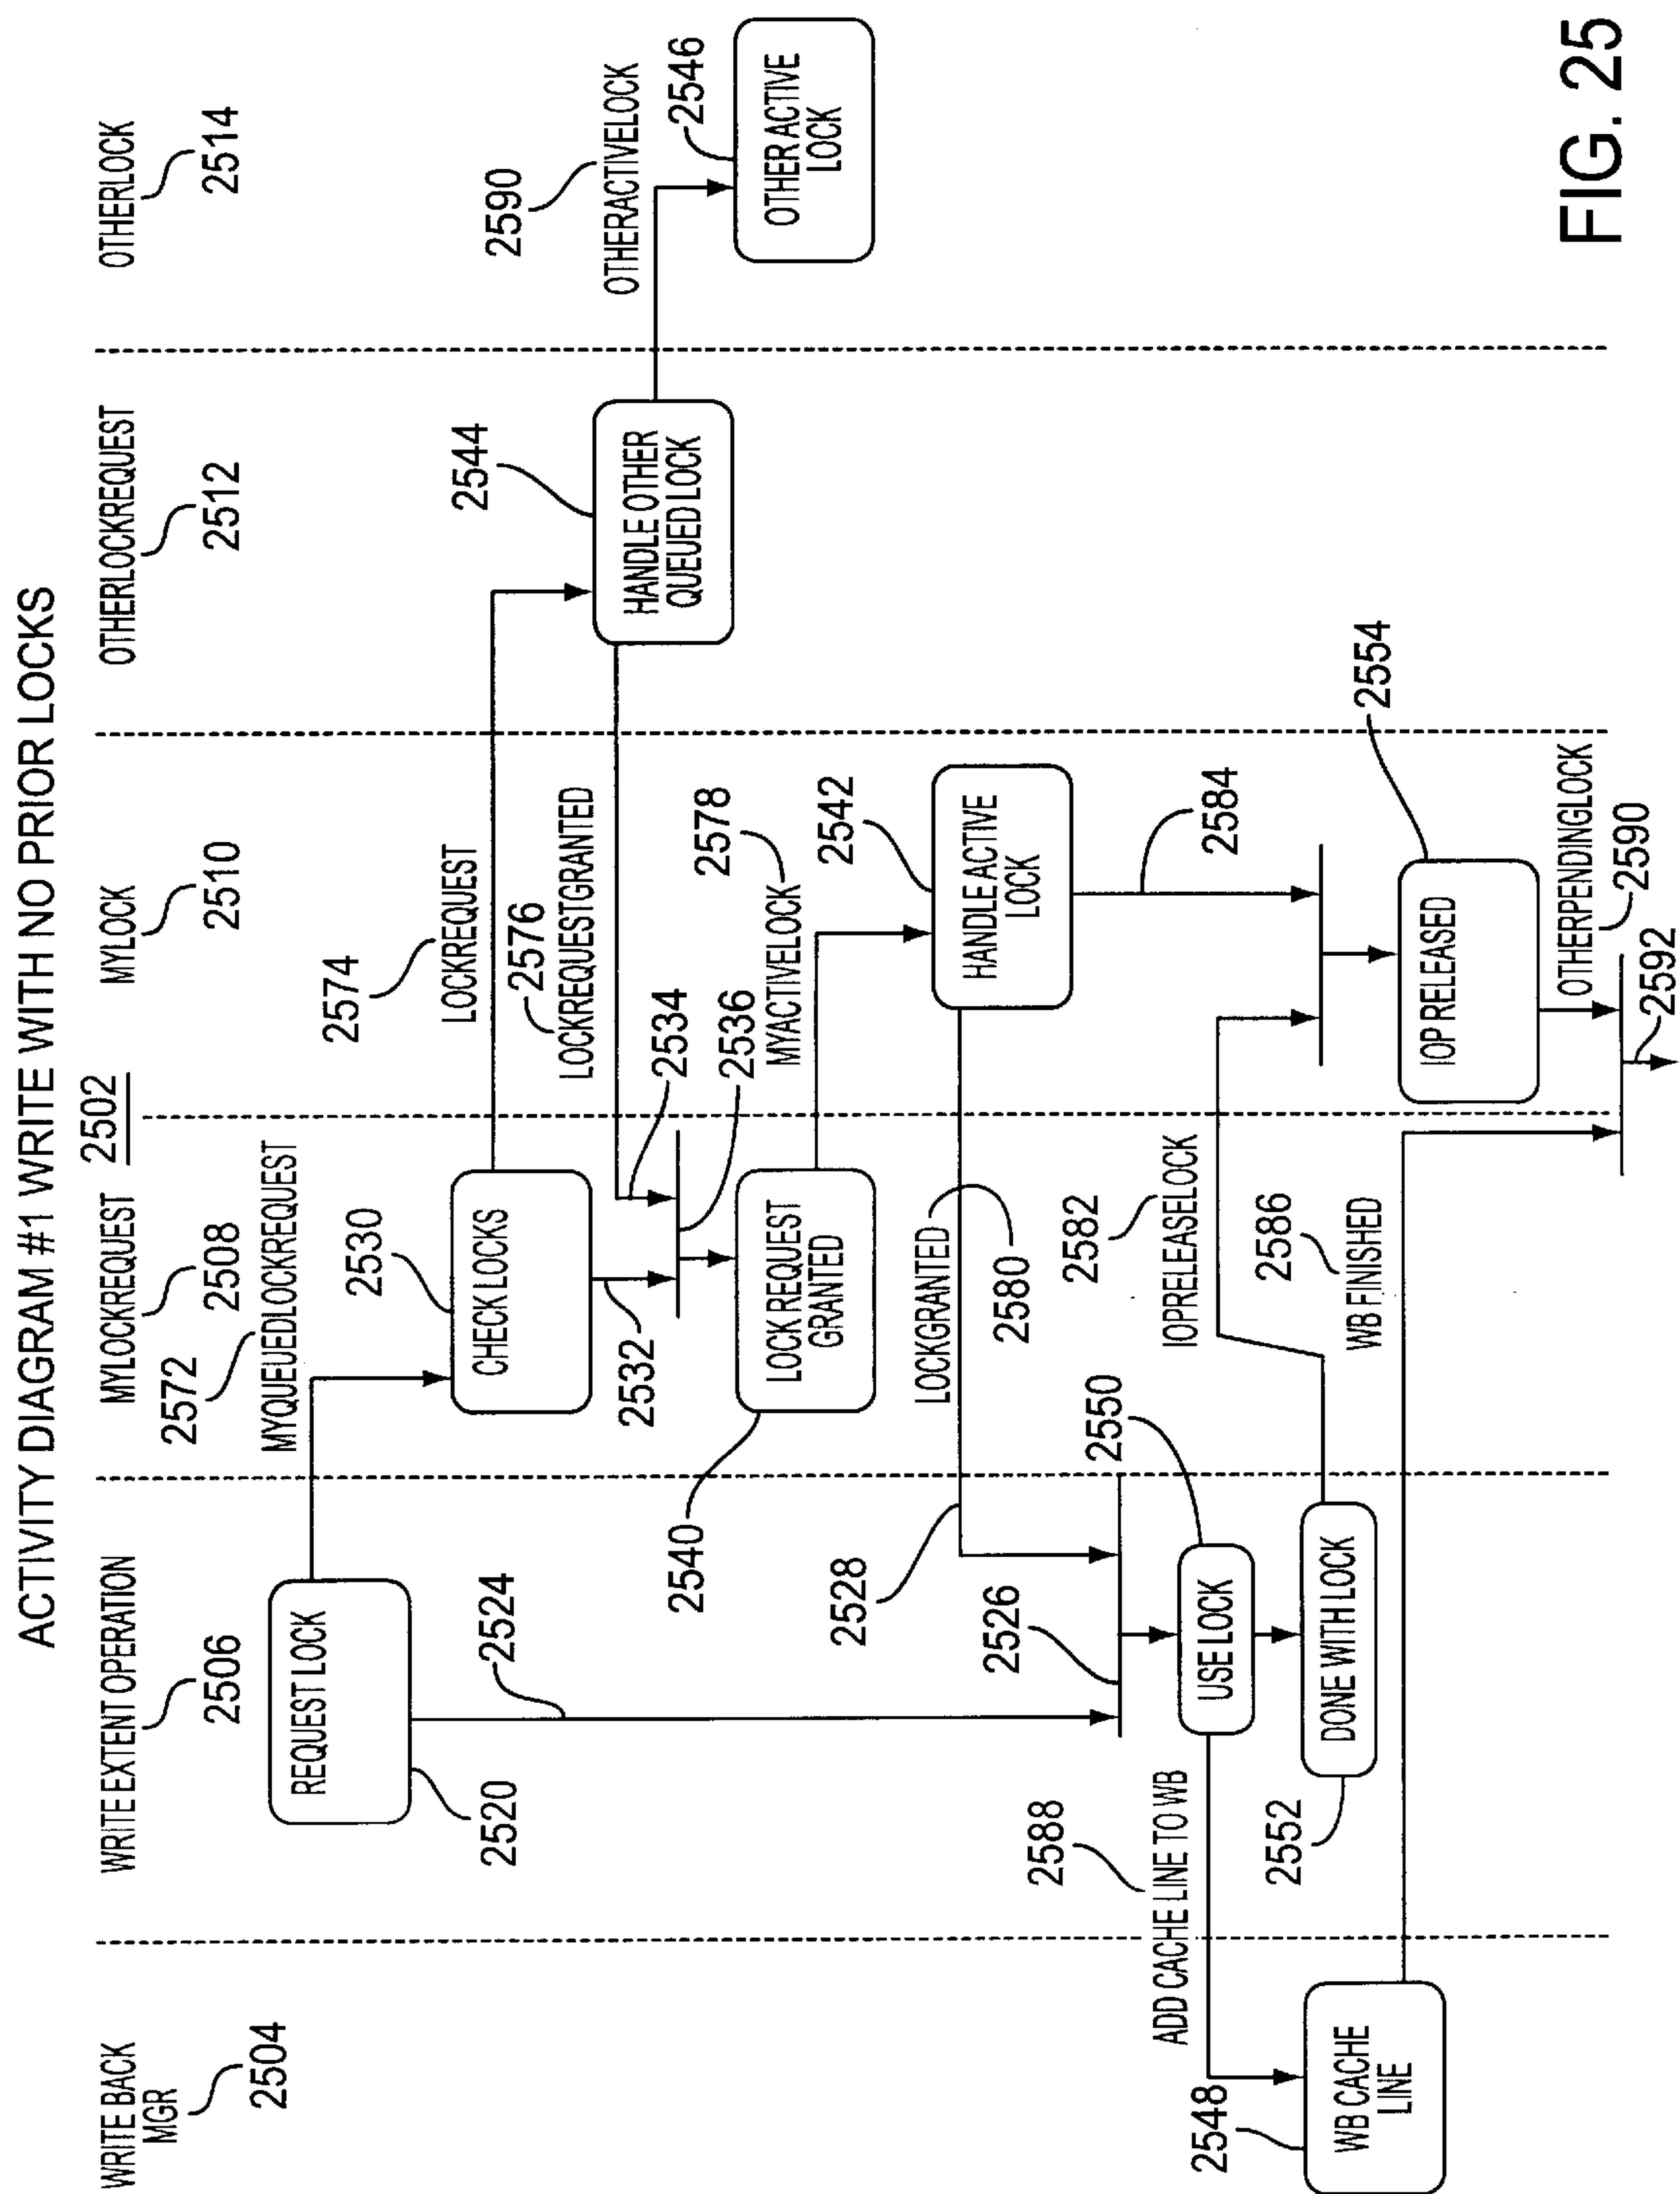 ACTIVITY DIAGRAM #1 WRITE WITH NO PRIOR LOCKS
2502
WRITE BACK
MGR
2504
WRITE EXTENT OPERATION
2506
MYLOCKREQUEST
2508
MYLOCK
2510
OTHERLOCKREQUEST
2512
OTHERLOCK
2514
2572
MYQUEUEDLOCKREQUEST
REQUEST LOCK
2520
2524
2530
CHECK LOCKS
2532
2574
LOCKREQUEST
2576
LOCKREQUESTGRANTED
2534
2536
2544
HANDLE OTHER
QUEUED LOCK
2590
OTHERACTIVELOCK
2546
OTHER ACTIVE
LOCK
LOCK REQUEST
GRANTED
2540
MYACTIVELOCK
2578
2542
HANDLE ACTIVE
LOCK
LOCKGRANTED
2580
2528
2526
2550
USE LOCK
2588
ADD CACHE LINE TO WB
2548
WB CACHE
LINE
DONE WITH LOCK
2552
2582
IOPRELEASELOCK
2584
2586
WB FINISHED
2554
IOP RELEASED
OTHERPENDINGLOCK
2590
2592
FIG. 25